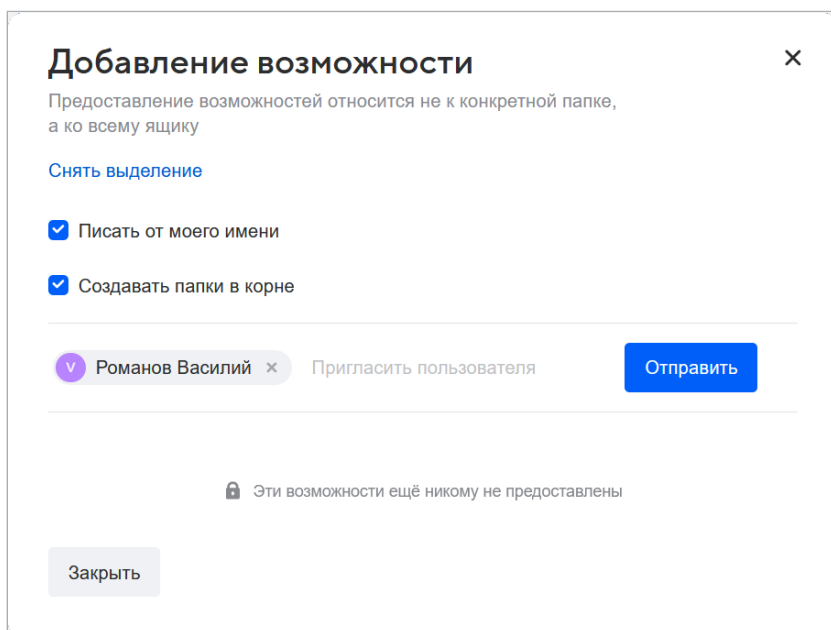 Добавление возможности
Предоставление возможностей относится не к конкретной папке,
а ко всему ящику
Снять выделение
Писать от моего имени
Создавать папки в корне
V Романов Василий × Пригласить пользователя Отправить
Эти возможности ещё никому не предоставлены
Закрыть